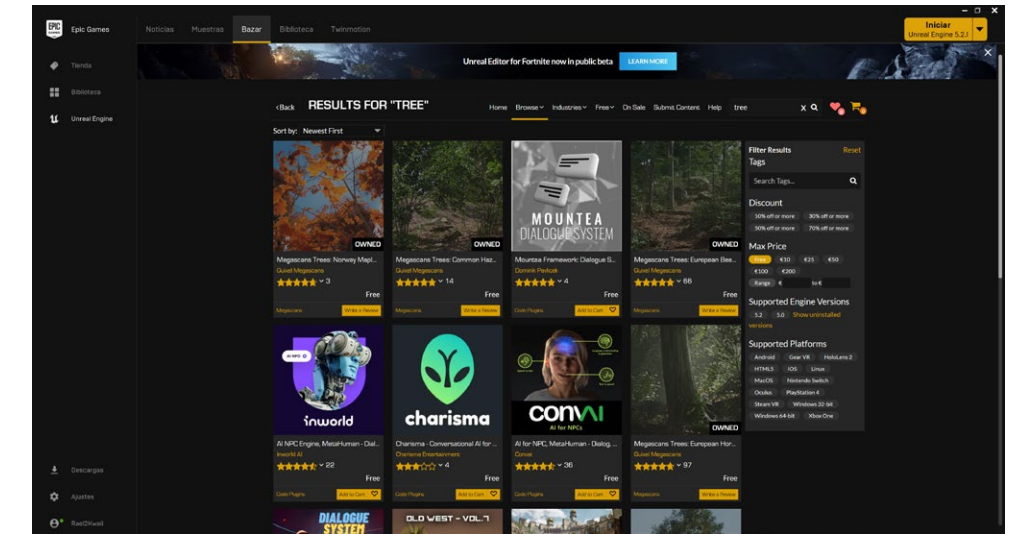 EPIC GAMES
Epic Games
Noticias Muestras Bazar Biblioteca Twinmotion
Iniciar
Unreal Engine 5.2.1
Tienda
Biblioteca
Unreal Engine
Unreal Editor for Fortnite now in public beta LEARN MORE
<Back RESULTS FOR "TREE" Home Browse Industries Free On Sale Submit Content Help tree X
Sort by: Newest First
Filter Results Reset
Tags
Search Tags...
Discount
10% off or more 30% off or more
50% off or more 70% off or more
Max Price
Free €10 €25 €50
€100 €200
Range € to €
Supported Engine Versions
5.2 5.0 Show uninstalled
versions
Supported Platforms
Android Gear VR HoloLens 2
HTML5 iOS Linux
MacOS Nintendo Switch
Oculus PlayStation 4
Steam VR Windows 32-bit
Windows 64-bit Xbox One
OWNED
Megascans Trees: Norway Mapl...
Quixel Megascans
3
Free
Megascans Write a Review
OWNED
Megascans Trees: Common Haz...
Quixel Megascans
14
Free
Megascans Write a Review
MOUNTEA
DIALOGUE SYSTEM
Mountea Framework: Dialogue S...
Dominik Pavlicek
4
Free
Code Plugins Add to Cart
OWNED
Megascans Trees: European Bee...
Quixel Megascans
66
Free
Megascans Write a Review
AI NPC
inworld
AI NPC Engine, MetaHuman - Dial...
Inworld AI
22
Free
Code Plugins Add to Cart
charisma
Charisma - Conversational AI for ...
Charisma Entertainment
4
Free
Code Plugins Add to Cart
CONVAI
AI for NPCs
AI for NPC, MetaHuman - Dialog, ...
Convai
36
Free
Code Plugins Add to Cart
OWNED
Megascans Trees: European Hor...
Quixel Megascans
97
Free
Megascans Write a Review
DIALOGUE
SYSTEM
OLD WEST - VOL.7
Descargas
Ajustes
Rael2Kwaii